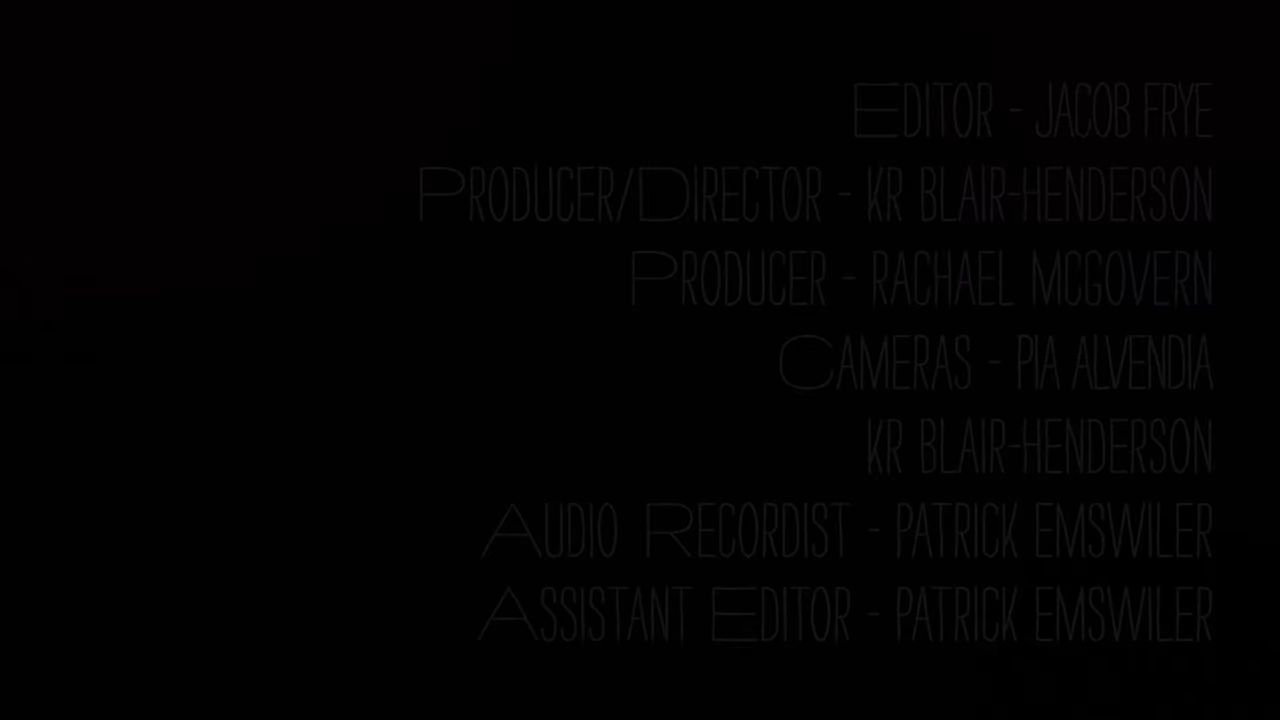 EDITOR - JACOB FRYE
PRODUCER/DIRECTOR - KR BLAIR-HENDERSON
PRODUCER - RACHAEL MCGOVERN
CAMERAS - PIA ALVENDIA
KR BLAIR-HENDERSON
AUDIO RECORDIST - PATRICK EMSWILER
ASSISTANT EDITOR - PATRICK EMSWILER